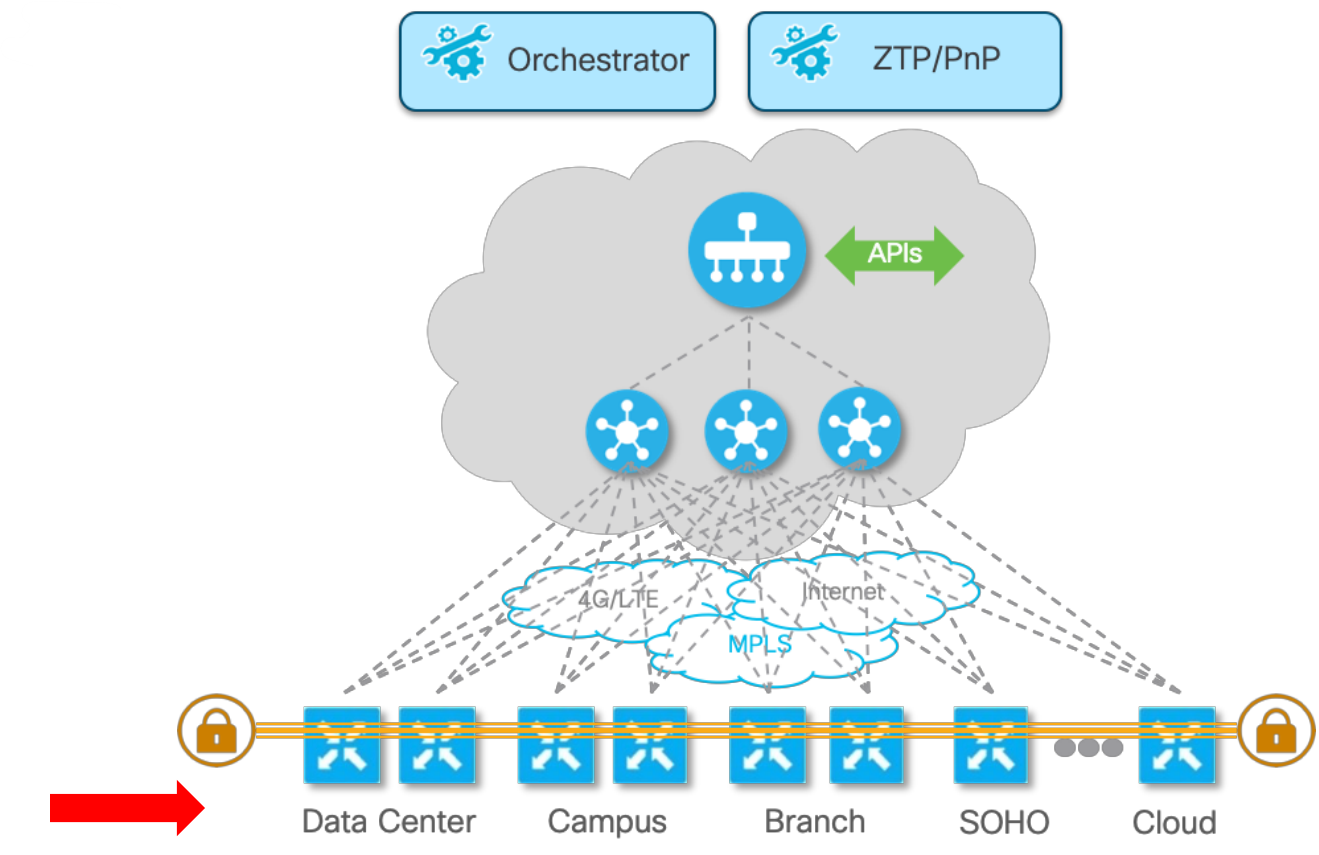 Orchestrator
ZTP/PnP
APIs
4G/LTE
Internet
MPLS
Data Center
Campus
Branch
SOHO
Cloud